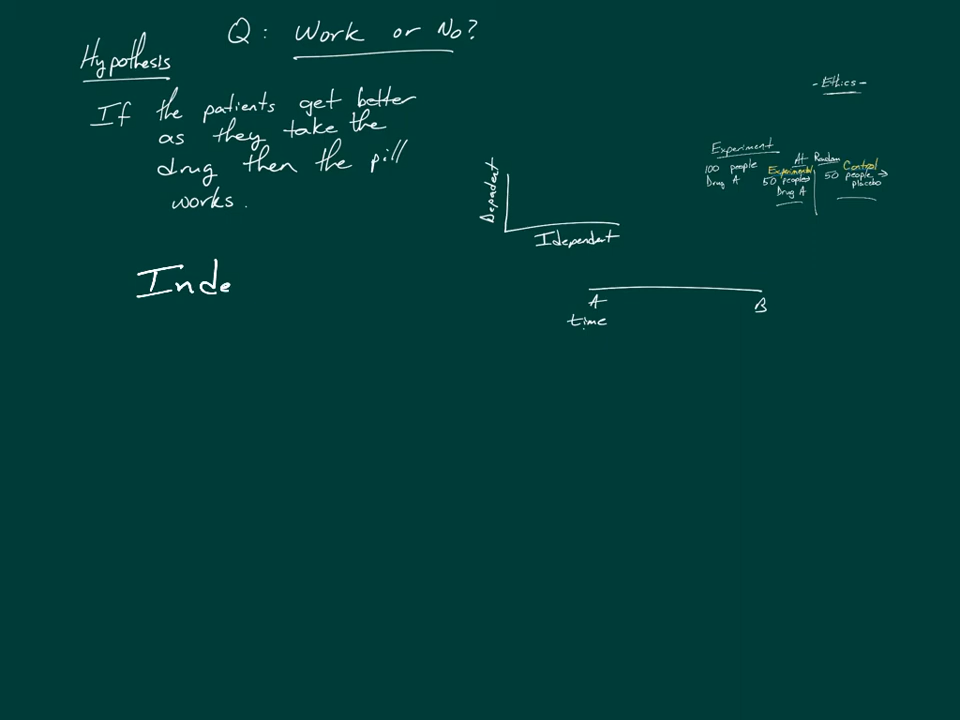 Q: Work or No?
Hypothesis
If the patients get better
as they take the
drug then the pill
works.
Inde
Dependent
Idependent
A
B
time
-Ethics-
Experiment
100 people
Drug A
At Random
Experimental
50 people
Drug A
Control
50 people
placebo